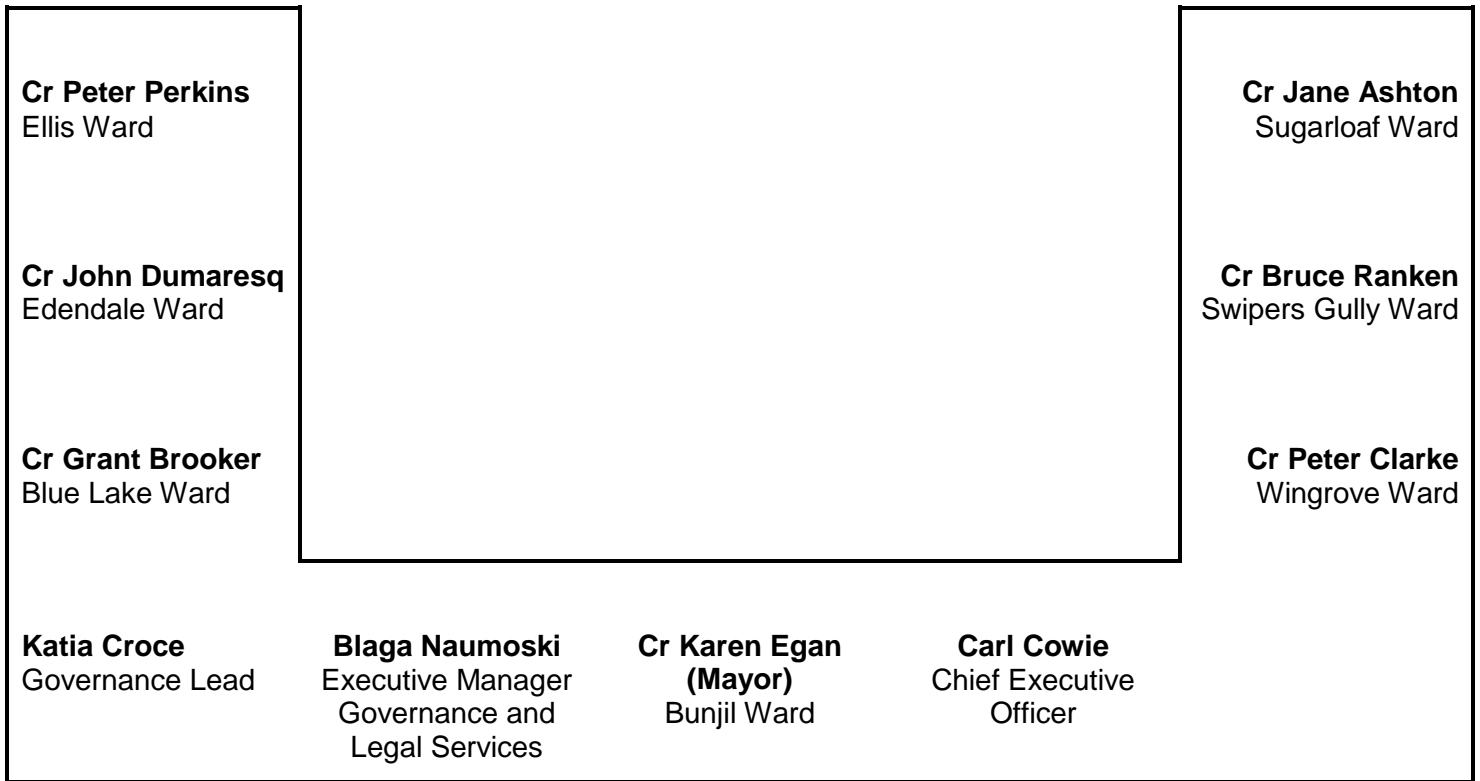 Cr Peter Perkins
Ellis Ward
Cr Jane Ashton
Sugarloaf Ward
Cr John Dumaresq
Edendale Ward
Cr Bruce Ranken
Swipers Gully Ward
Cr Grant Brooker
Blue Lake Ward
Cr Peter Clarke
Wingrove Ward
Katia Croce
Governance Lead
Blaga Naumoski
Executive Manager
Governance and
Legal Services
Cr Karen Egan
(Mayor)
Bunjil Ward
Carl Cowie
Chief Executive
Officer